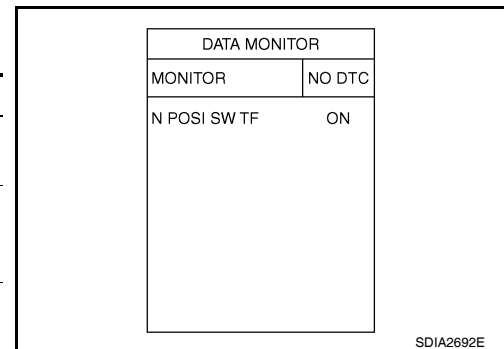 DATA MONITOR
MONITOR NO DTC
N POSI SW TF ON
SDIA2692E